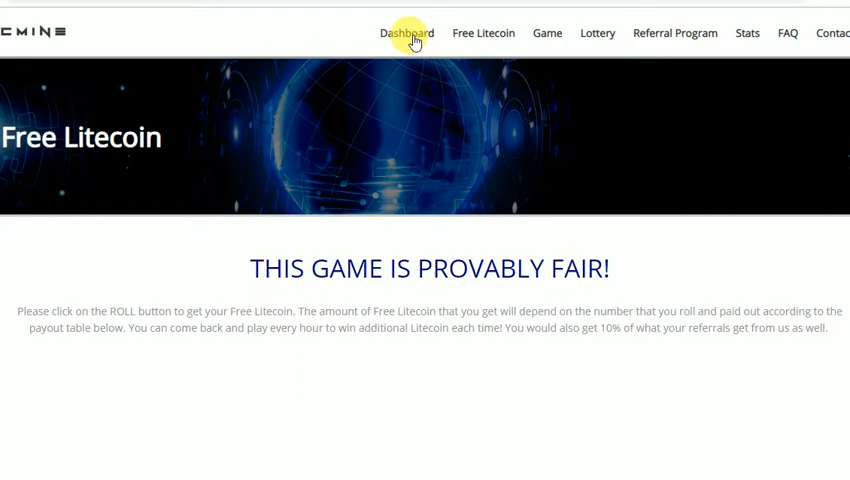 CMINE
Dashboard Free Litecoin Game Lottery Referral Program Stats FAQ Contac
Free Litecoin
THIS GAME IS PROVABLY FAIR!
Please click on the ROLL button to get your Free Litecoin. The amount of Free Litecoin that you get will depend on the number that you roll and paid out according to the
payout table below. You can come back and play every hour to win additional Litecoin each time! You would also get 10% of what your referrals get from us as well.